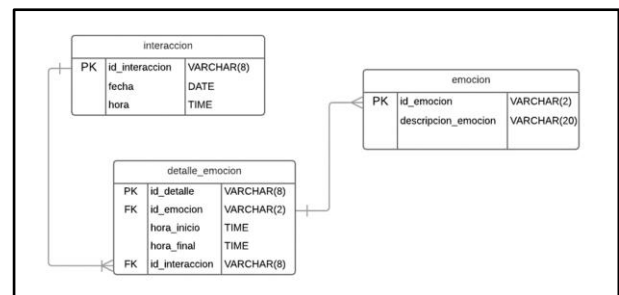 interaccion
PK id_interaccion VARCHAR(8)
fecha DATE
hora TIME
emocion
PK id_emocion VARCHAR(2)
descripcion_emocion VARCHAR(20)
detalle_emocion
PK id_detalle VARCHAR(8)
FK id_emocion VARCHAR(2)
hora_inicio TIME
hora_final TIME
FK id_interaccion VARCHAR(8)